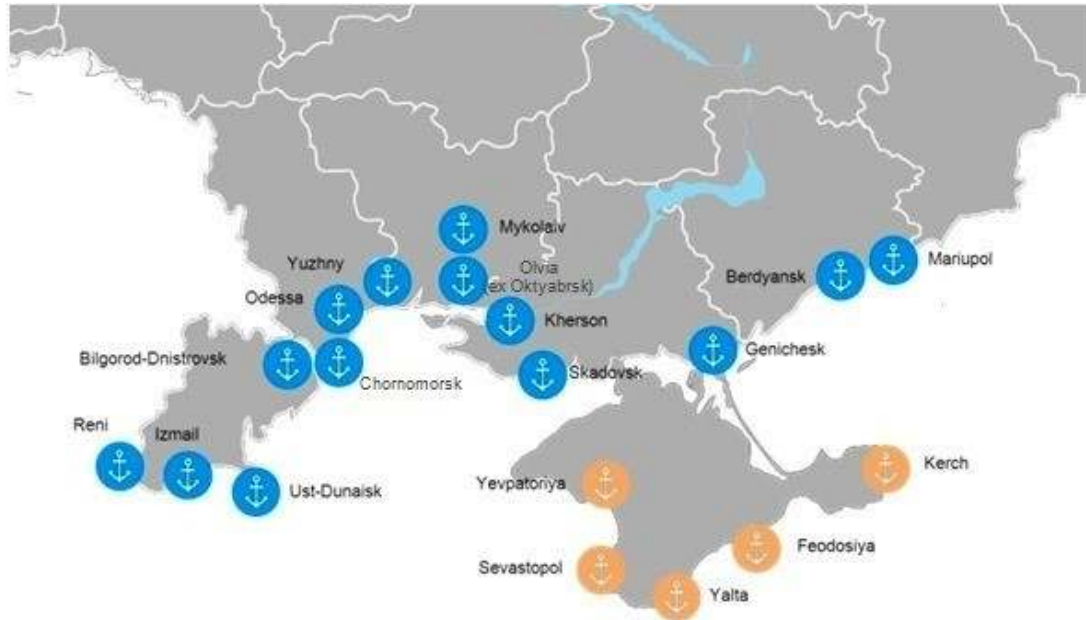 Mykolaiv
Yuzhny
Olvia
(ex Oktyabrsk)
Mariupol
Berdyansk
Odessa
Kherson
Genichesk
Bilgorod-Dnistrovsk
Chornomorsk
Skadovsk
Reni
Izmail
Ust-Dunaisk
Yevpatoriya
Kerch
Feodosiya
Sevastopol
Yalta